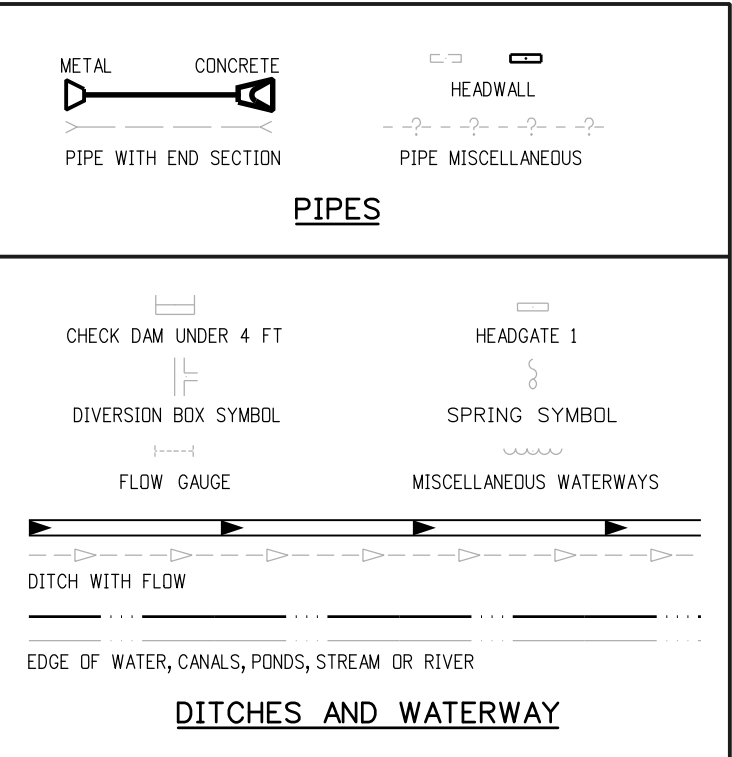 METAL CONCRETE
HEADWALL
-?- -?- -?- -?-
PIPE WITH END SECTION PIPE MISCELLANEOUS
PIPES
CHECK DAM UNDER 4 FT HEADGATE 1
DIVERSION BOX SYMBOL SPRING SYMBOL
FLOW GAUGE MISCELLANEOUS WATERWAYS
DITCH WITH FLOW
EDGE OF WATER, CANALS, PONDS, STREAM OR RIVER
DITCHES AND WATERWAY